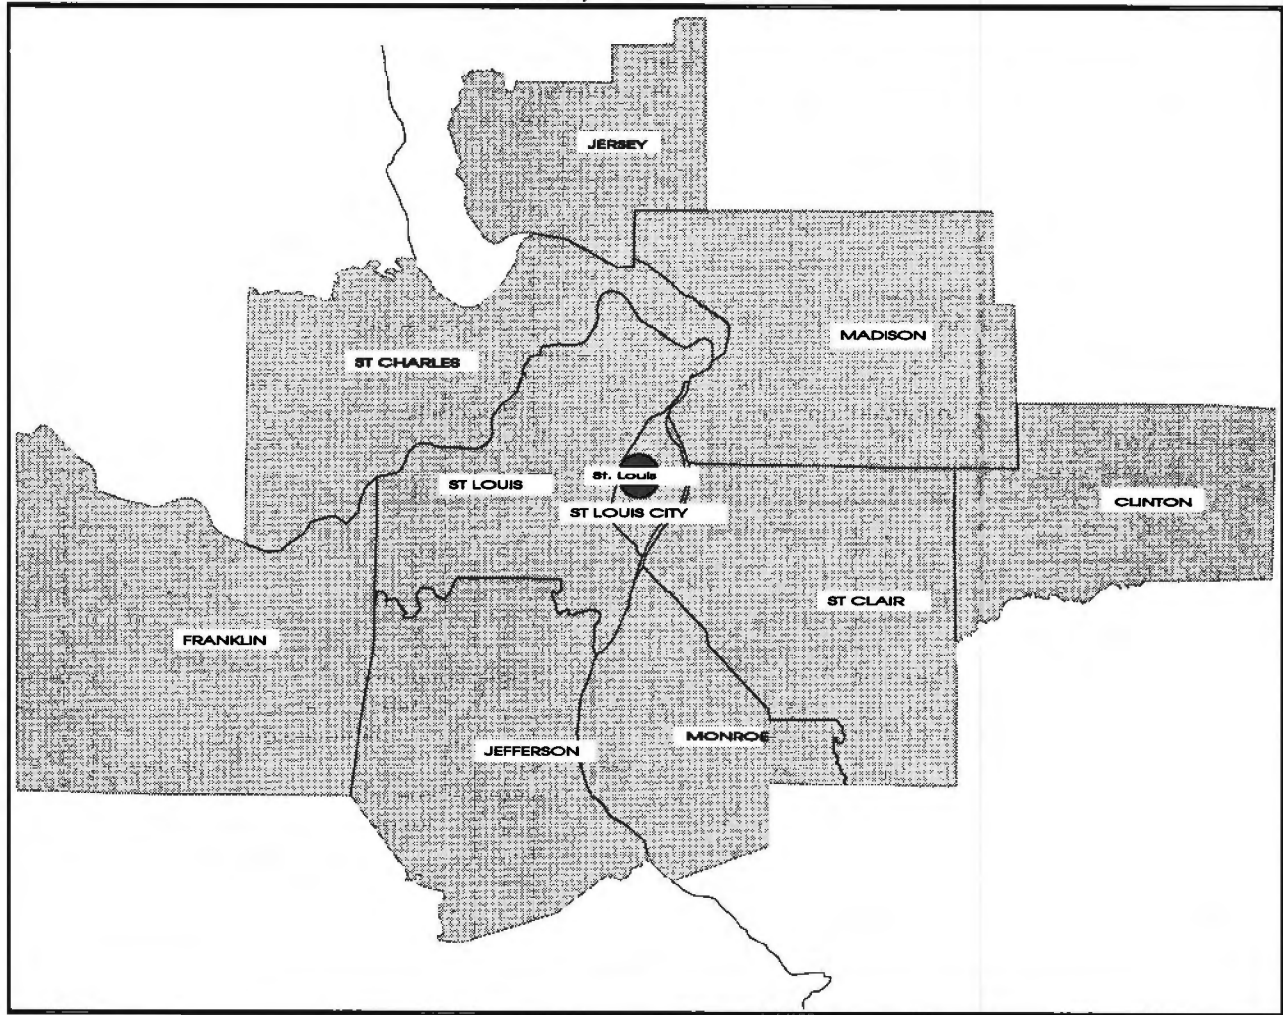 JERSEY
MADISON
ST CHARLES
St. Louis
ST LOUIS
CLINTON
ST LOUIS CITY
ST CLAIR
FRANKLIN
MONROE
JEFFERSON